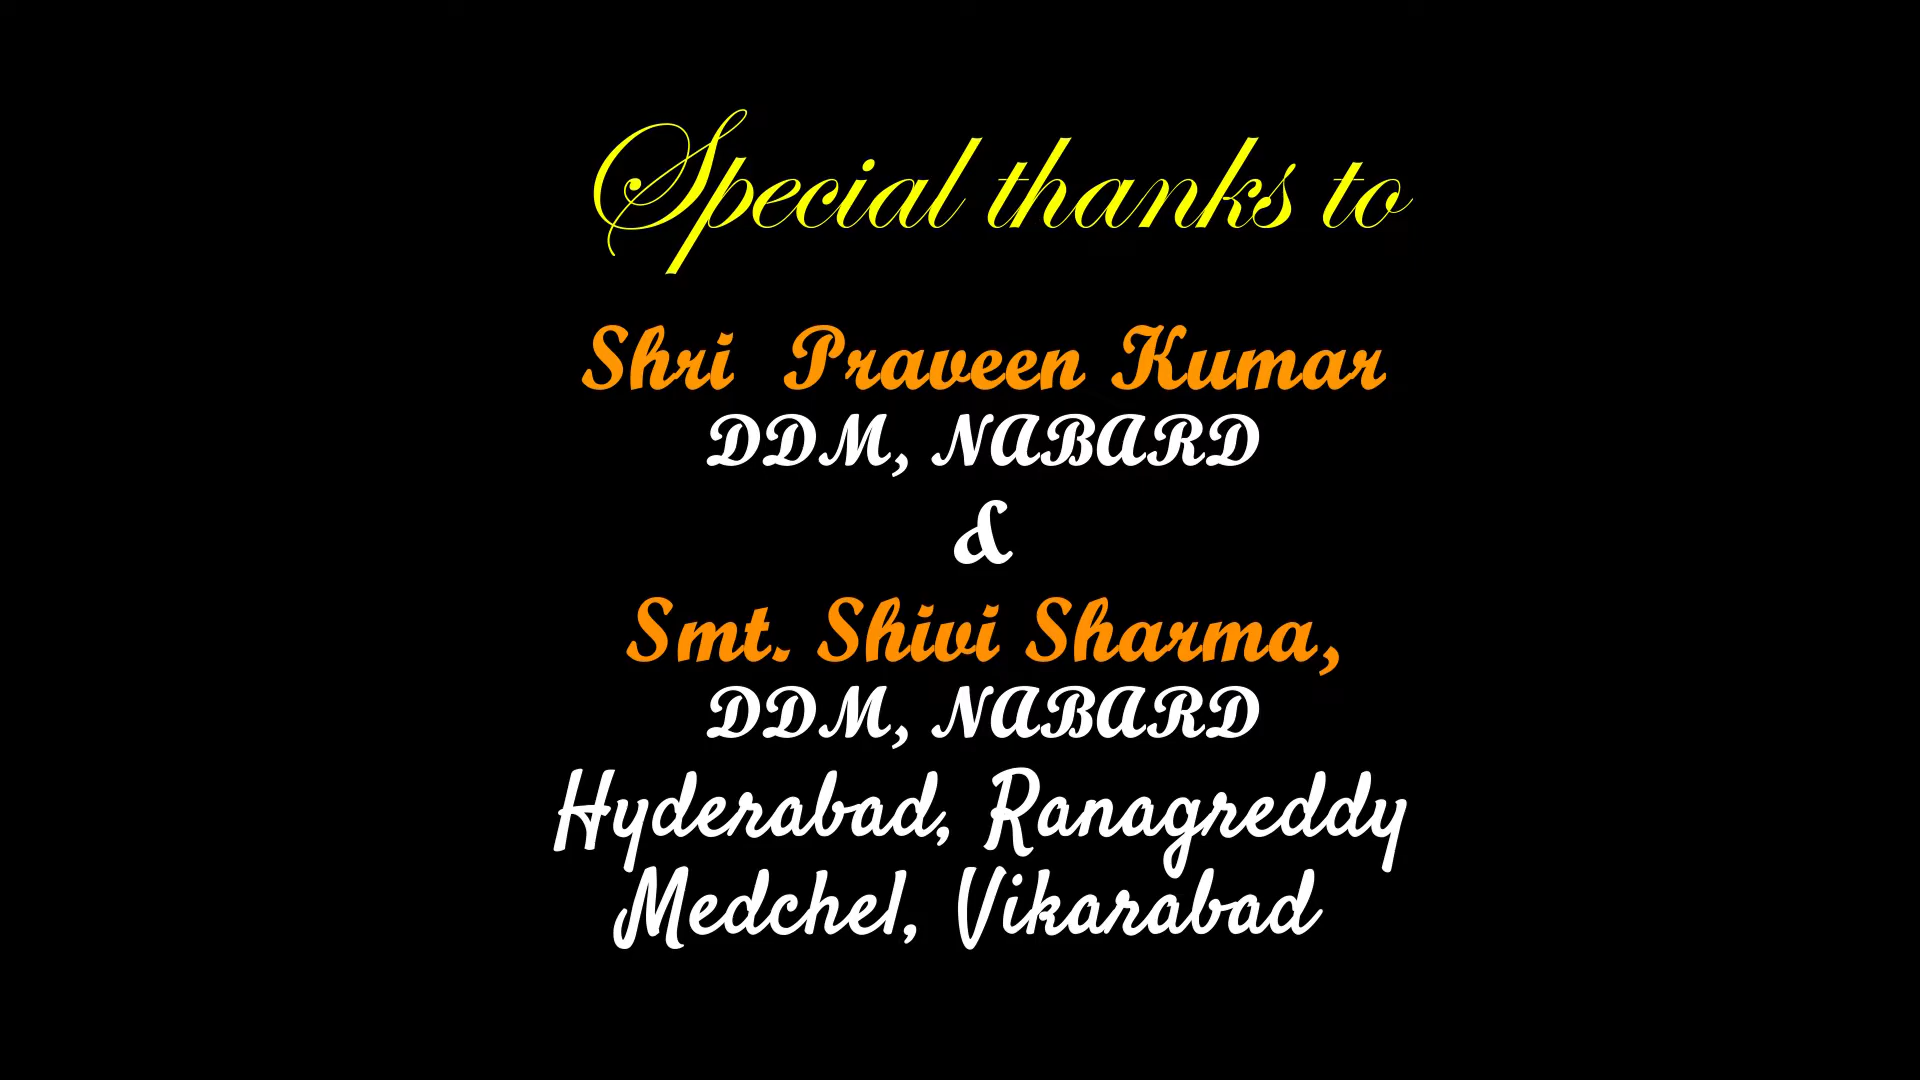 Special thanks to
Shri Praveen Kumar
DDM, NABARD
&
Smt. Shivi Sharma,
DDM, NABARD
Hyderabad, Ranagreddy
Medchel, Vikarabad